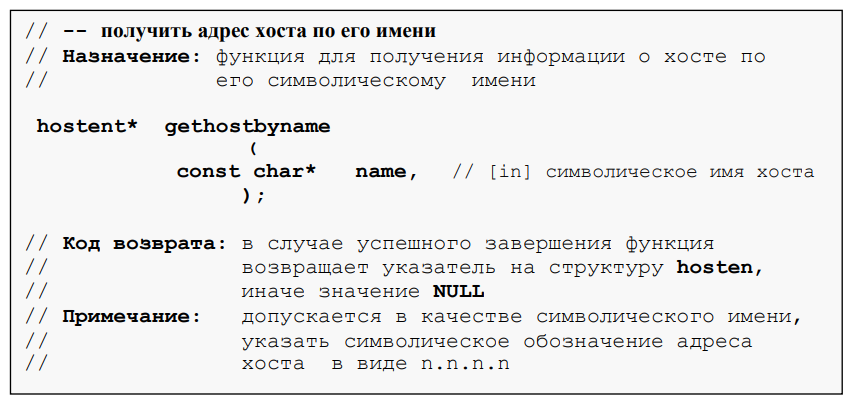 // -- получить адрес хоста по его имени
// Назначение: функция для получения информации о хосте по
// его символическому имени
hostent* gethostbyname
(
const char* name, // [in] символическое имя хоста
);
// Код возврата: в случае успешного завершения функция
// возвращает указатель на структуру hosten,
// иначе значение NULL
// Примечание: допускается в качестве символического имени,
// указать символическое обозначение адреса
// хоста в виде n.n.n.n